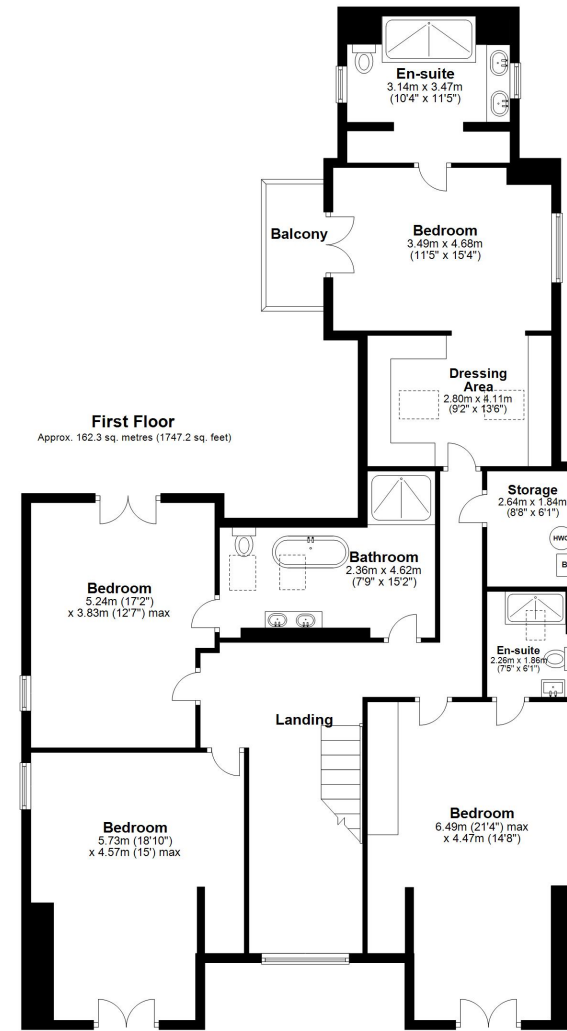 En-suite
3.14m x 3.47m
(10'4" x 11'5")
Balcony
Bedroom
3.49m x 4.68m
(11'5" x 15'4")
Dressing
Area
2.80m x 4.11m
(9'2" x 13'6")
First Floor
Approx. 162.3 sq. metres (1747.2 sq. feet)
Storage
2.64m x 1.84m
(8'8" x 6'1")
HWC
B
Bathroom
2.36m x 4.62m
(7'9" x 15'2")
Bedroom
5.24m (17'2")
x 3.83m (12'7") max
En-suite
2.26m x 1.86m
(7'5" x 6'1")
Landing
Bedroom
5.73m (18'10")
x 4.57m (15') max
Bedroom
6.49m (21'4") max
x 4.47m (14'8")